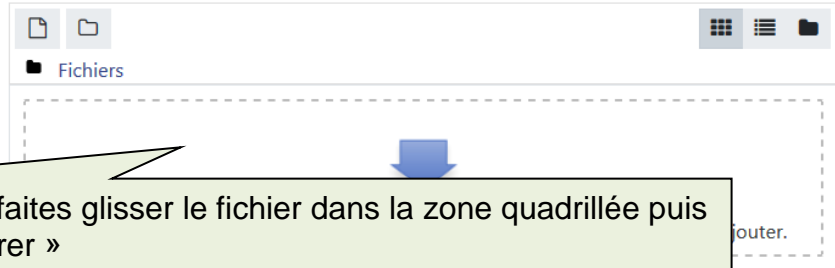 Fichiers
faites glisser le fichier dans la zone quadrillée puis
rer »
jouter.